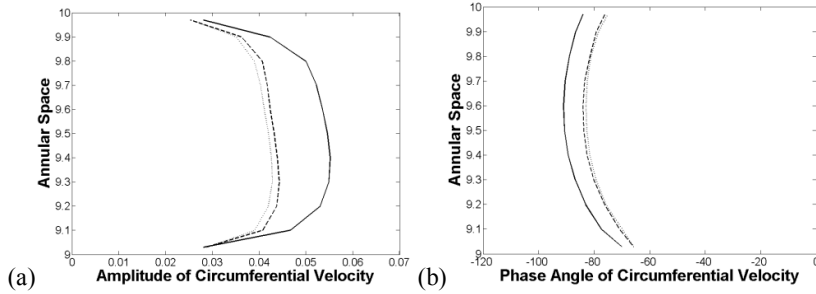 10
9.9
9.8
9.7
9.6
9.5
9.4
9.3
9.2
9.1
9
0 0.01 0.02 0.03 0.04 0.05 0.06 0.07
Annular Space
Amplitude of Circumferential Velocity
(a)
10
9.9
9.8
9.7
9.6
9.5
9.4
9.3
9.2
9.1
9
-120 -100 -80 -60 -40 -20 0
Annular Space
Phase Angle of Circumferential Velocity
(b)